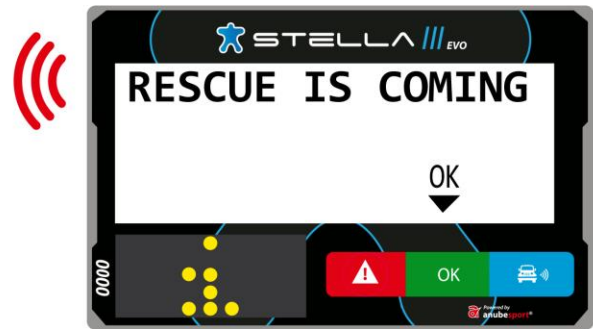 STELLA III EVO
RESCUE IS COMING
OK
0000
OK
Powered by
anubesport®